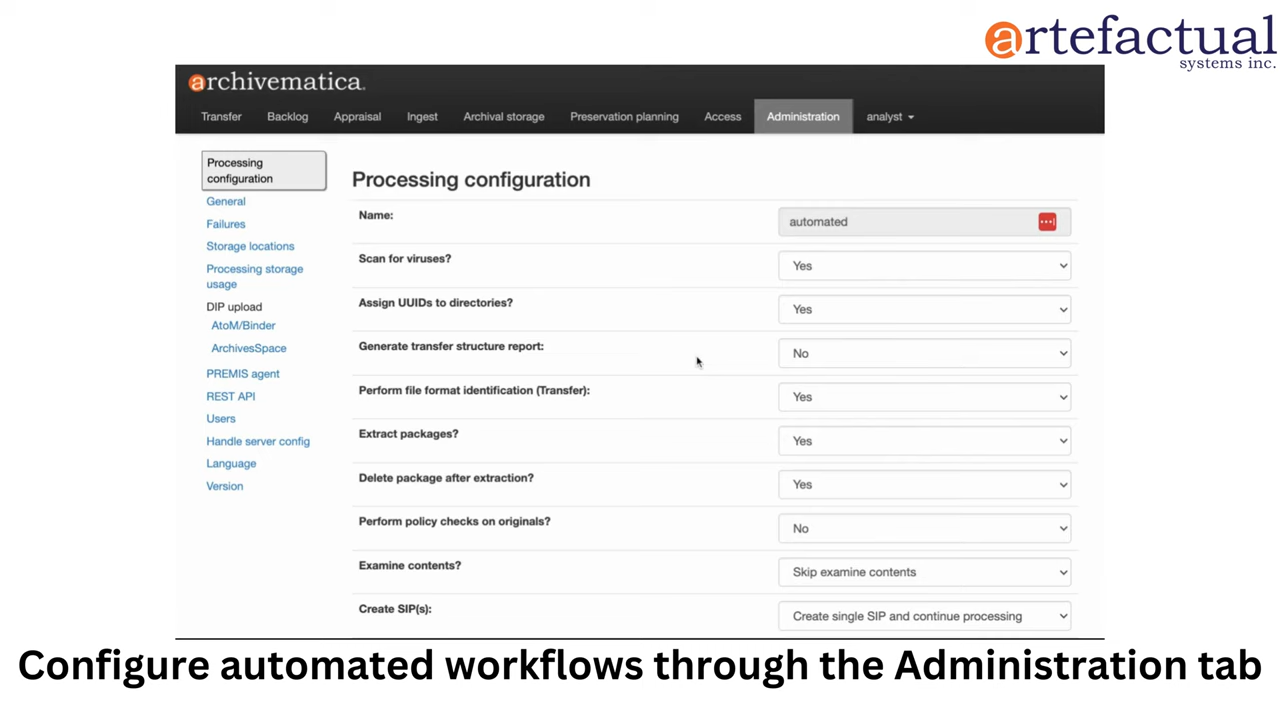 artefactual
systems inc.
archivematica.
Transfer Backlog Appraisal Ingest Archival storage Preservation planning Access Administration analyst
Processing
configuration
General
Failures
Storage locations
Processing storage
usage
DIP upload
AtoM/Binder
ArchivesSpace
PREMIS agent
REST API
Users
Handle server config
Language
Version
Processing configuration
Name: automated
Scan for viruses? Yes
Assign UUIDs to directories? Yes
Generate transfer structure report: No
Perform file format identification (Transfer): Yes
Extract packages? Yes
Delete package after extraction? Yes
Perform policy checks on originals? No
Examine contents? Skip examine contents
Create SIP(s): Create single SIP and continue processing
Configure automated workflows through the Administration tab